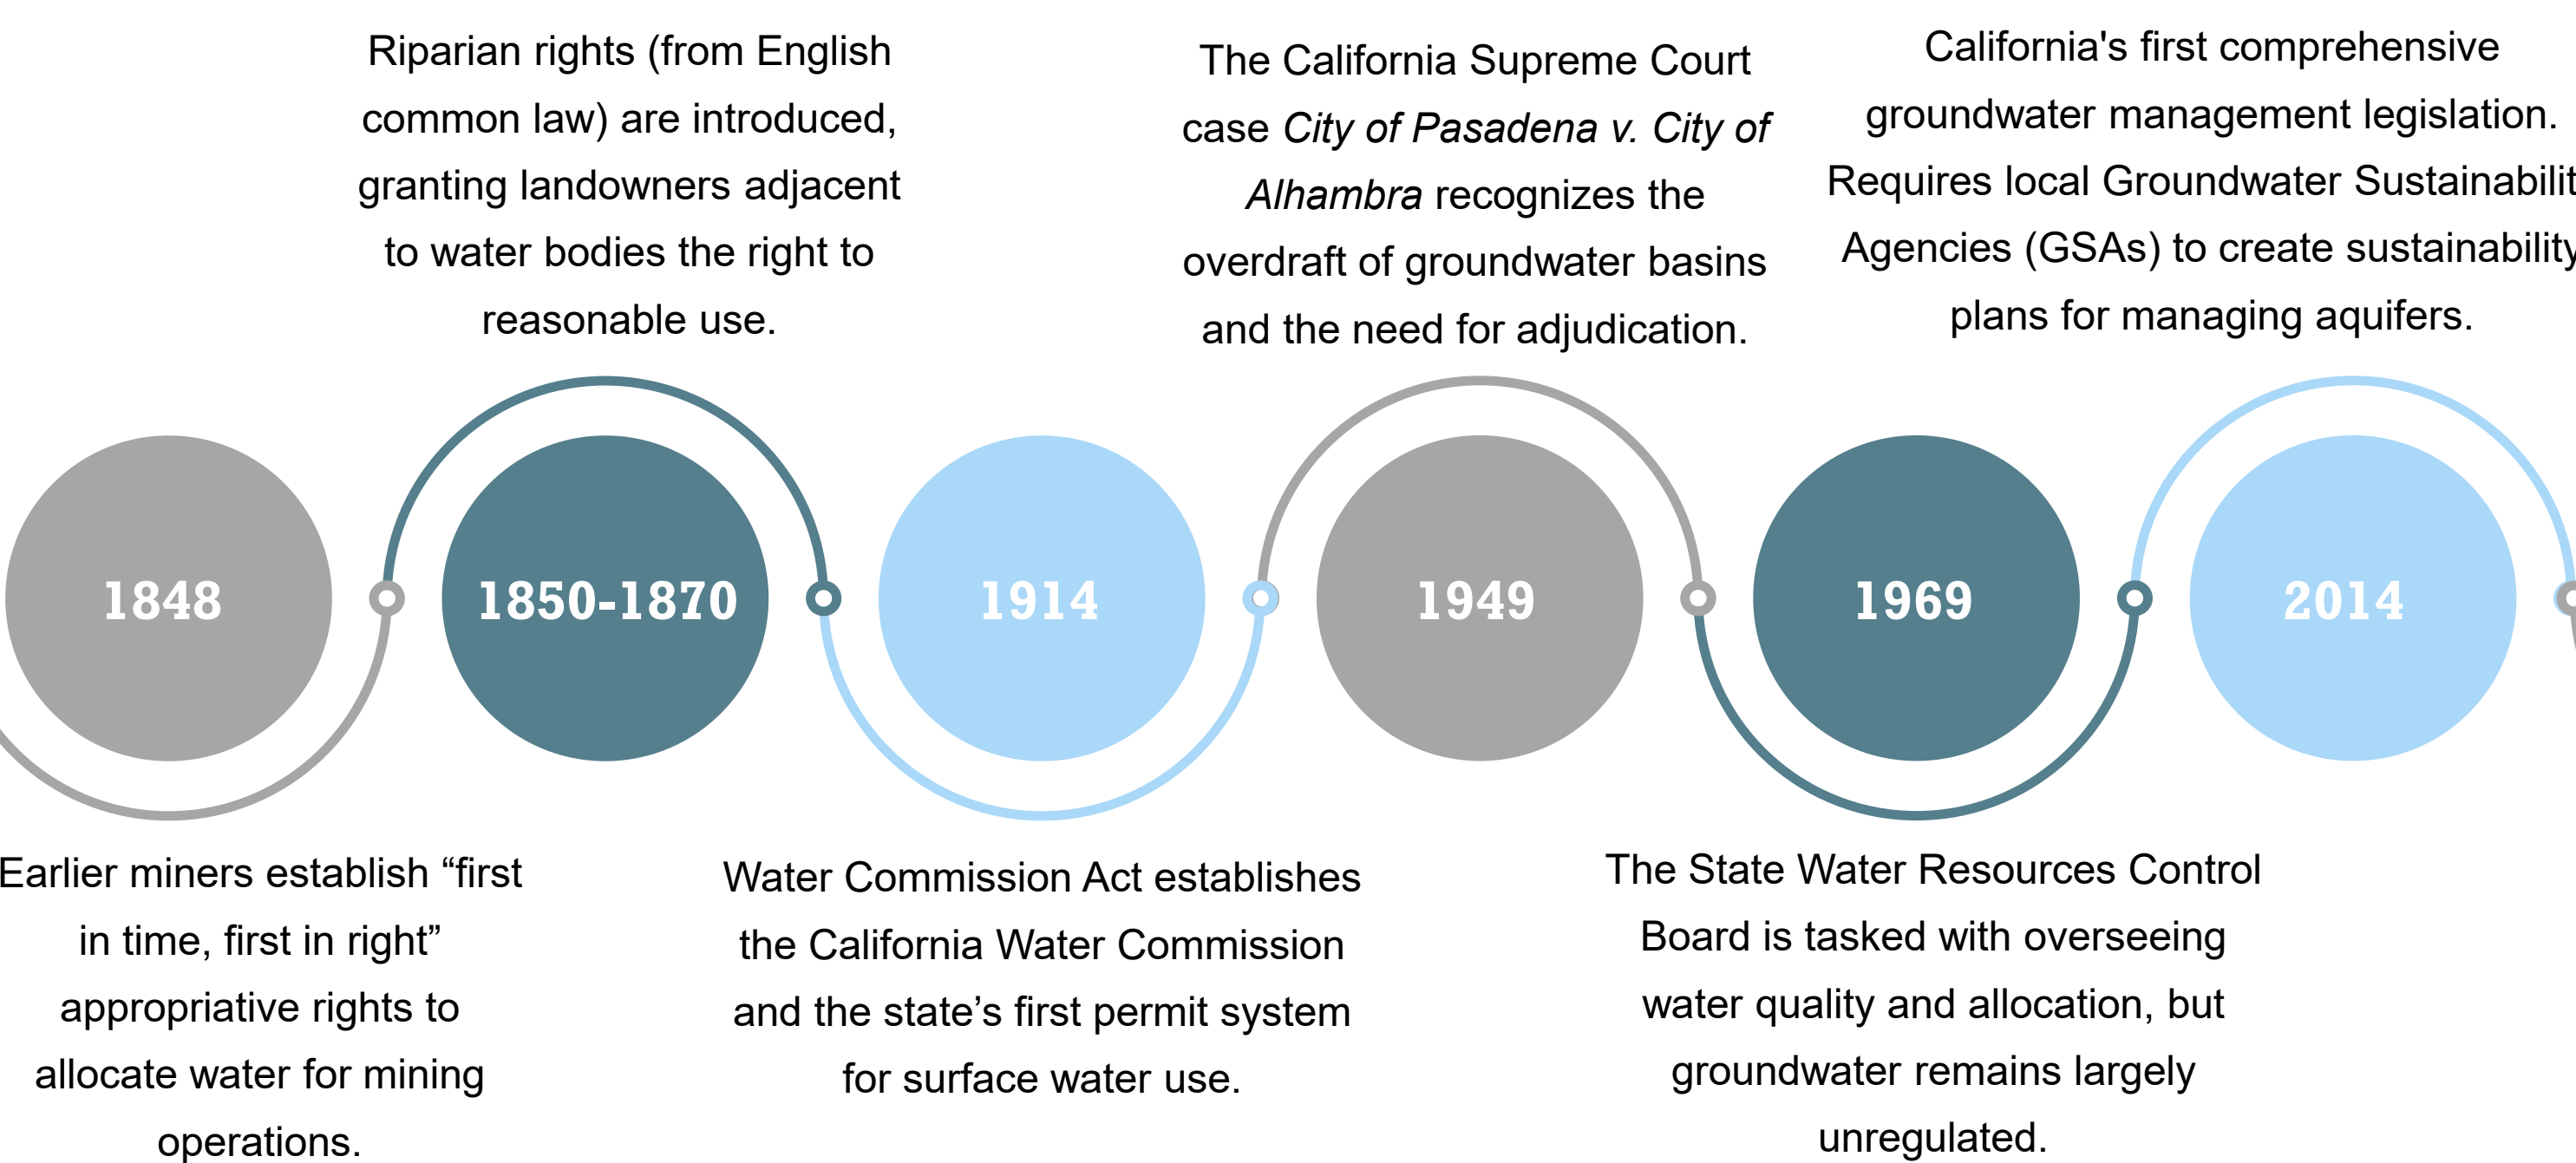 Riparian rights (from English
common law) are introduced,
granting landowners adjacent
to water bodies the right to
reasonable use.
The California Supreme Court
case City of Pasadena v. City of
Alhambra recognizes the
overdraft of groundwater basins
and the need for adjudication.
California's first comprehensive
groundwater management legislation.
Requires local Groundwater Sustainabilit
Agencies (GSAs) to create sustainability
plans for managing aquifers.
1848
1850-1870
1914
1949
1969
2014
Earlier miners establish “first
in time, first in right”
appropriative rights to
allocate water for mining
operations.
Water Commission Act establishes
the California Water Commission
and the state’s first permit system
for surface water use.
The State Water Resources Control
Board is tasked with overseeing
water quality and allocation, but
groundwater remains largely
unregulated.